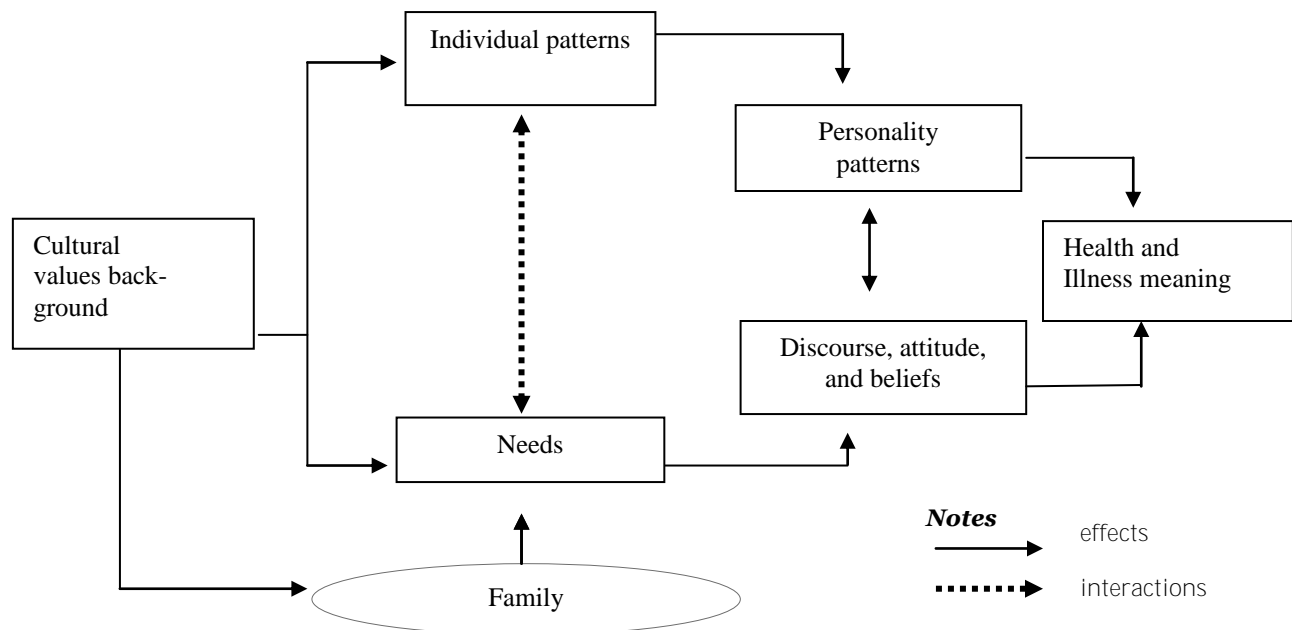 Individual patterns
Personality
patterns
Cultural
values back-
ground
Health and
Illness meaning
Discourse, attitude,
and beliefs
Needs
Family
Notes
effects
interactions